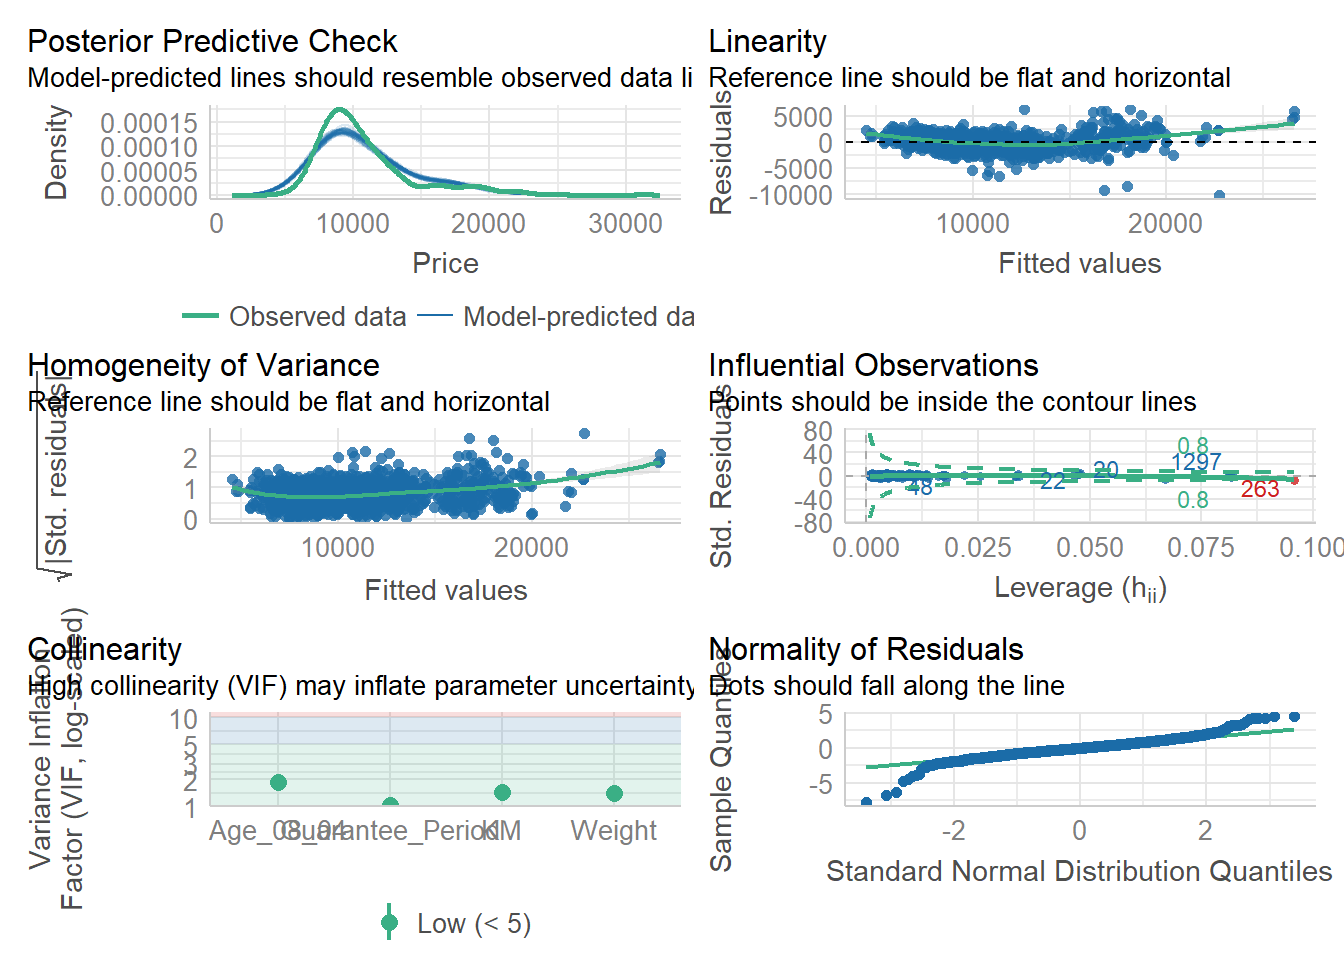 Posterior Predictive Check
Model-predicted lines should resemble observed data li
Density
0.00015
0.00010
0.00005
0.00000
0 10000 20000 30000
Price
Observed data Model-predicted da
Linearity
Reference line should be flat and horizontal
Residuals
5000
0
-5000
-10000
10000 20000
Fitted values
Homogeneity of Variance
Reference line should be flat and horizontal
√|Std. residuals|
2
1
0
10000 20000
Fitted values
Influential Observations
Points should be inside the contour lines
Std. Residuals
80
40
0
-40
-80
0.8
20
1297
48
22
263
0.8
0.000 0.025 0.050 0.075 0.100
Leverage (hii)
Collinearity
High collinearity (VIF) may inflate parameter uncertainty
Variance Inflation
Factor (VIF, log-scaled)
10
5
3
2
1
Age_08_04 Guarantee_Period KM Weight
Low (< 5)
Normality of Residuals
Dots should fall along the line
Sample Quantiles
5
0
-5
-2 0 2
Standard Normal Distribution Quantiles